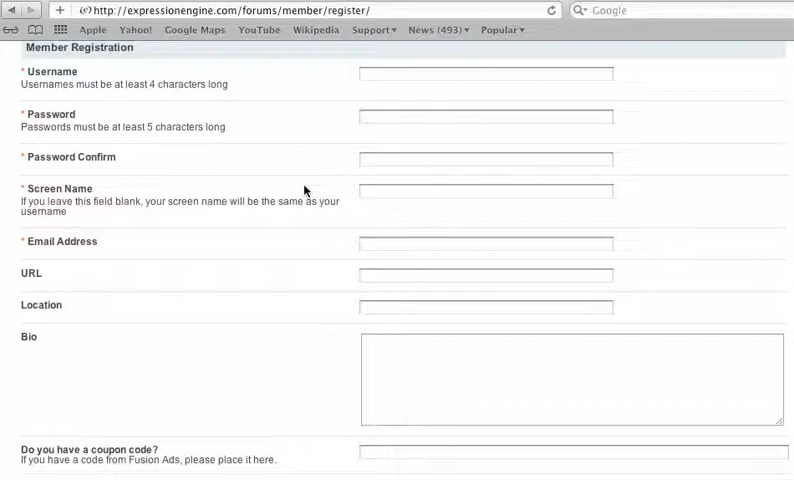 http://expressionengine.com/forums/member/register/
Google
Apple Yahoo! Google Maps YouTube Wikipedia Support News (493) Popular
Member Registration
* Username
Usernames must be at least 4 characters long
* Password
Passwords must be at least 5 characters long
* Password Confirm
* Screen Name
If you leave this field blank, your screen name will be the same as your
username
* Email Address
URL
Location
Bio
Do you have a coupon code?
If you have a code from Fusion Ads, please place it here.